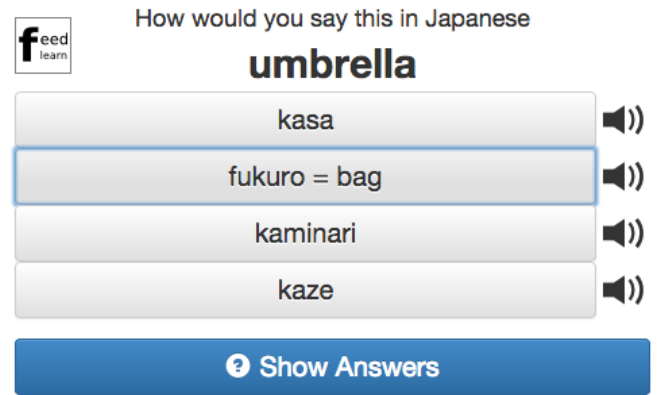 How would you say this in Japanese
feed
learn
umbrella
kasa
fukuro = bag
kaminari
kaze
? Show Answers